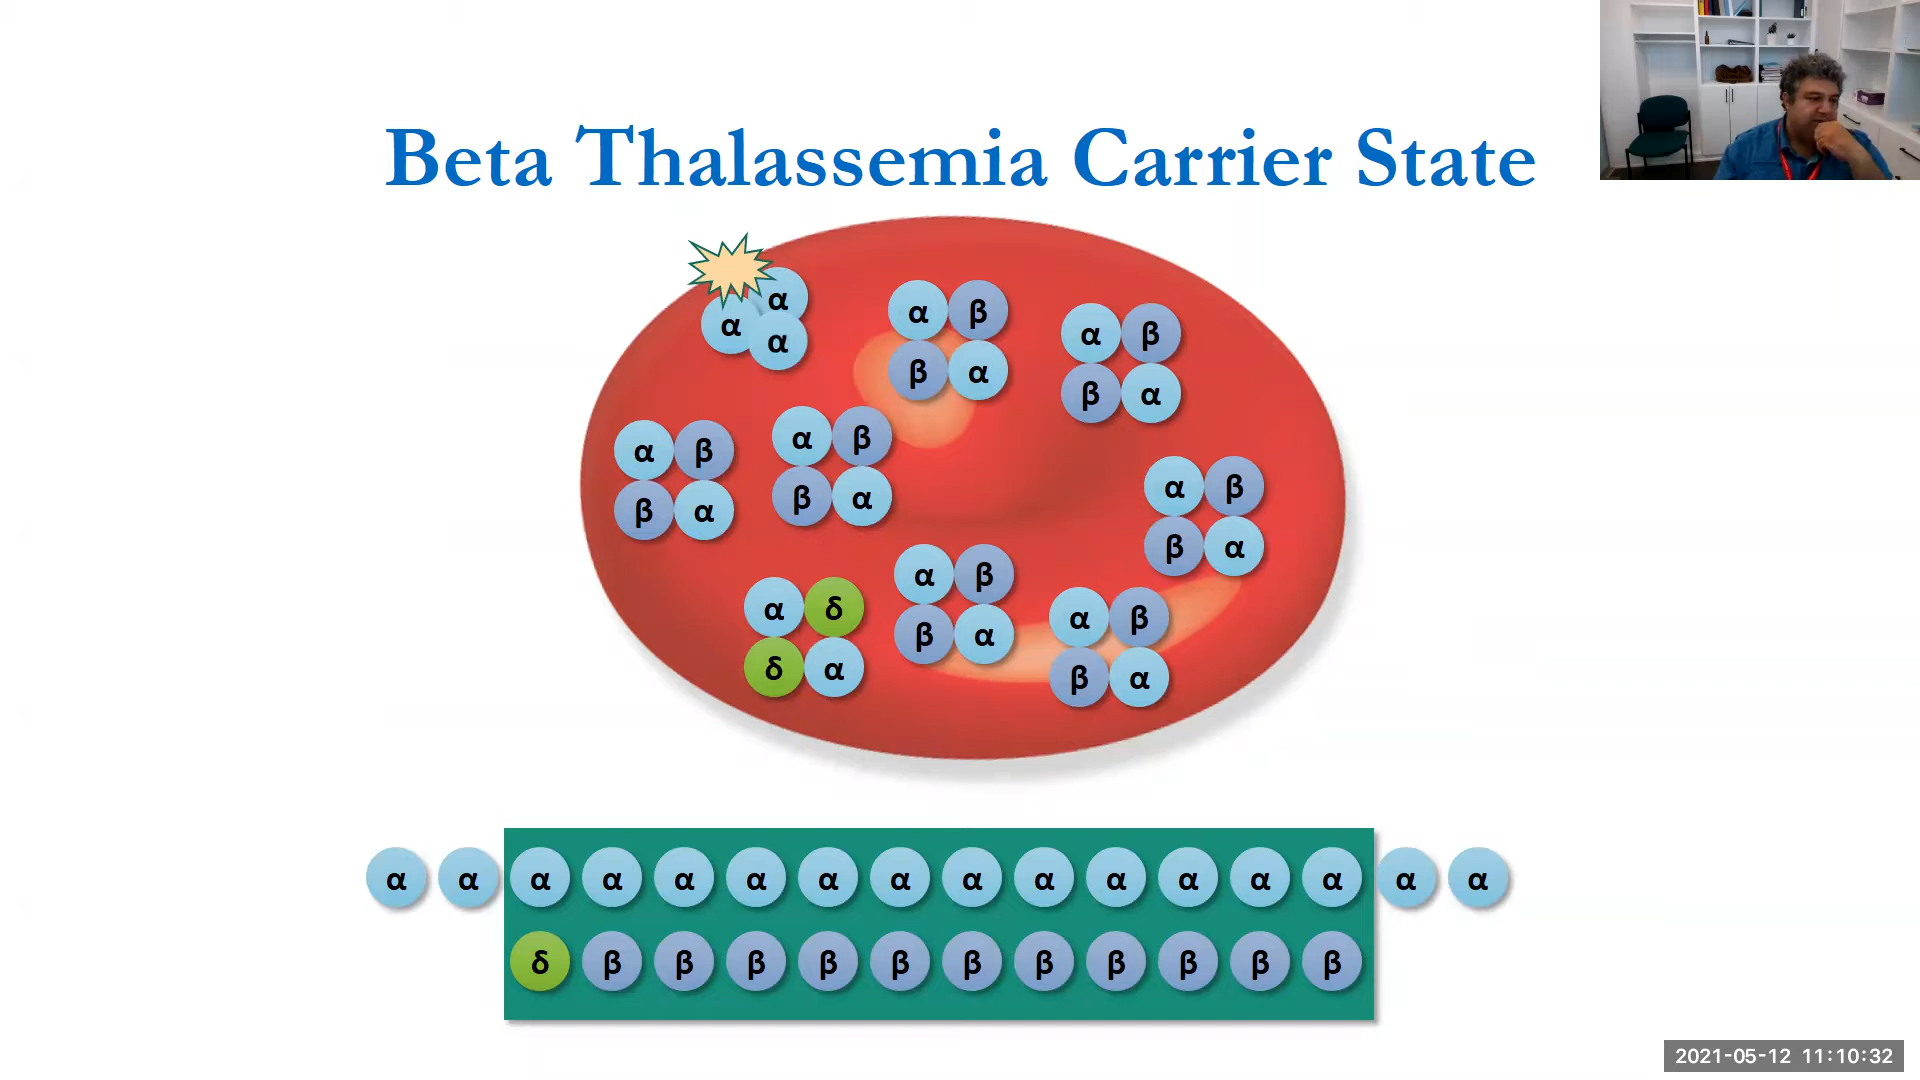 Beta Thalassemia Carrier State
α
α α
α β α β
β α β α
α β α β
β α β α
α β
β α
α δ α β α β
δ α β α β α
α α α α α α α α α α α α α α α α
δ β β β β β β β β β β β
2021-05-12 11:10:32